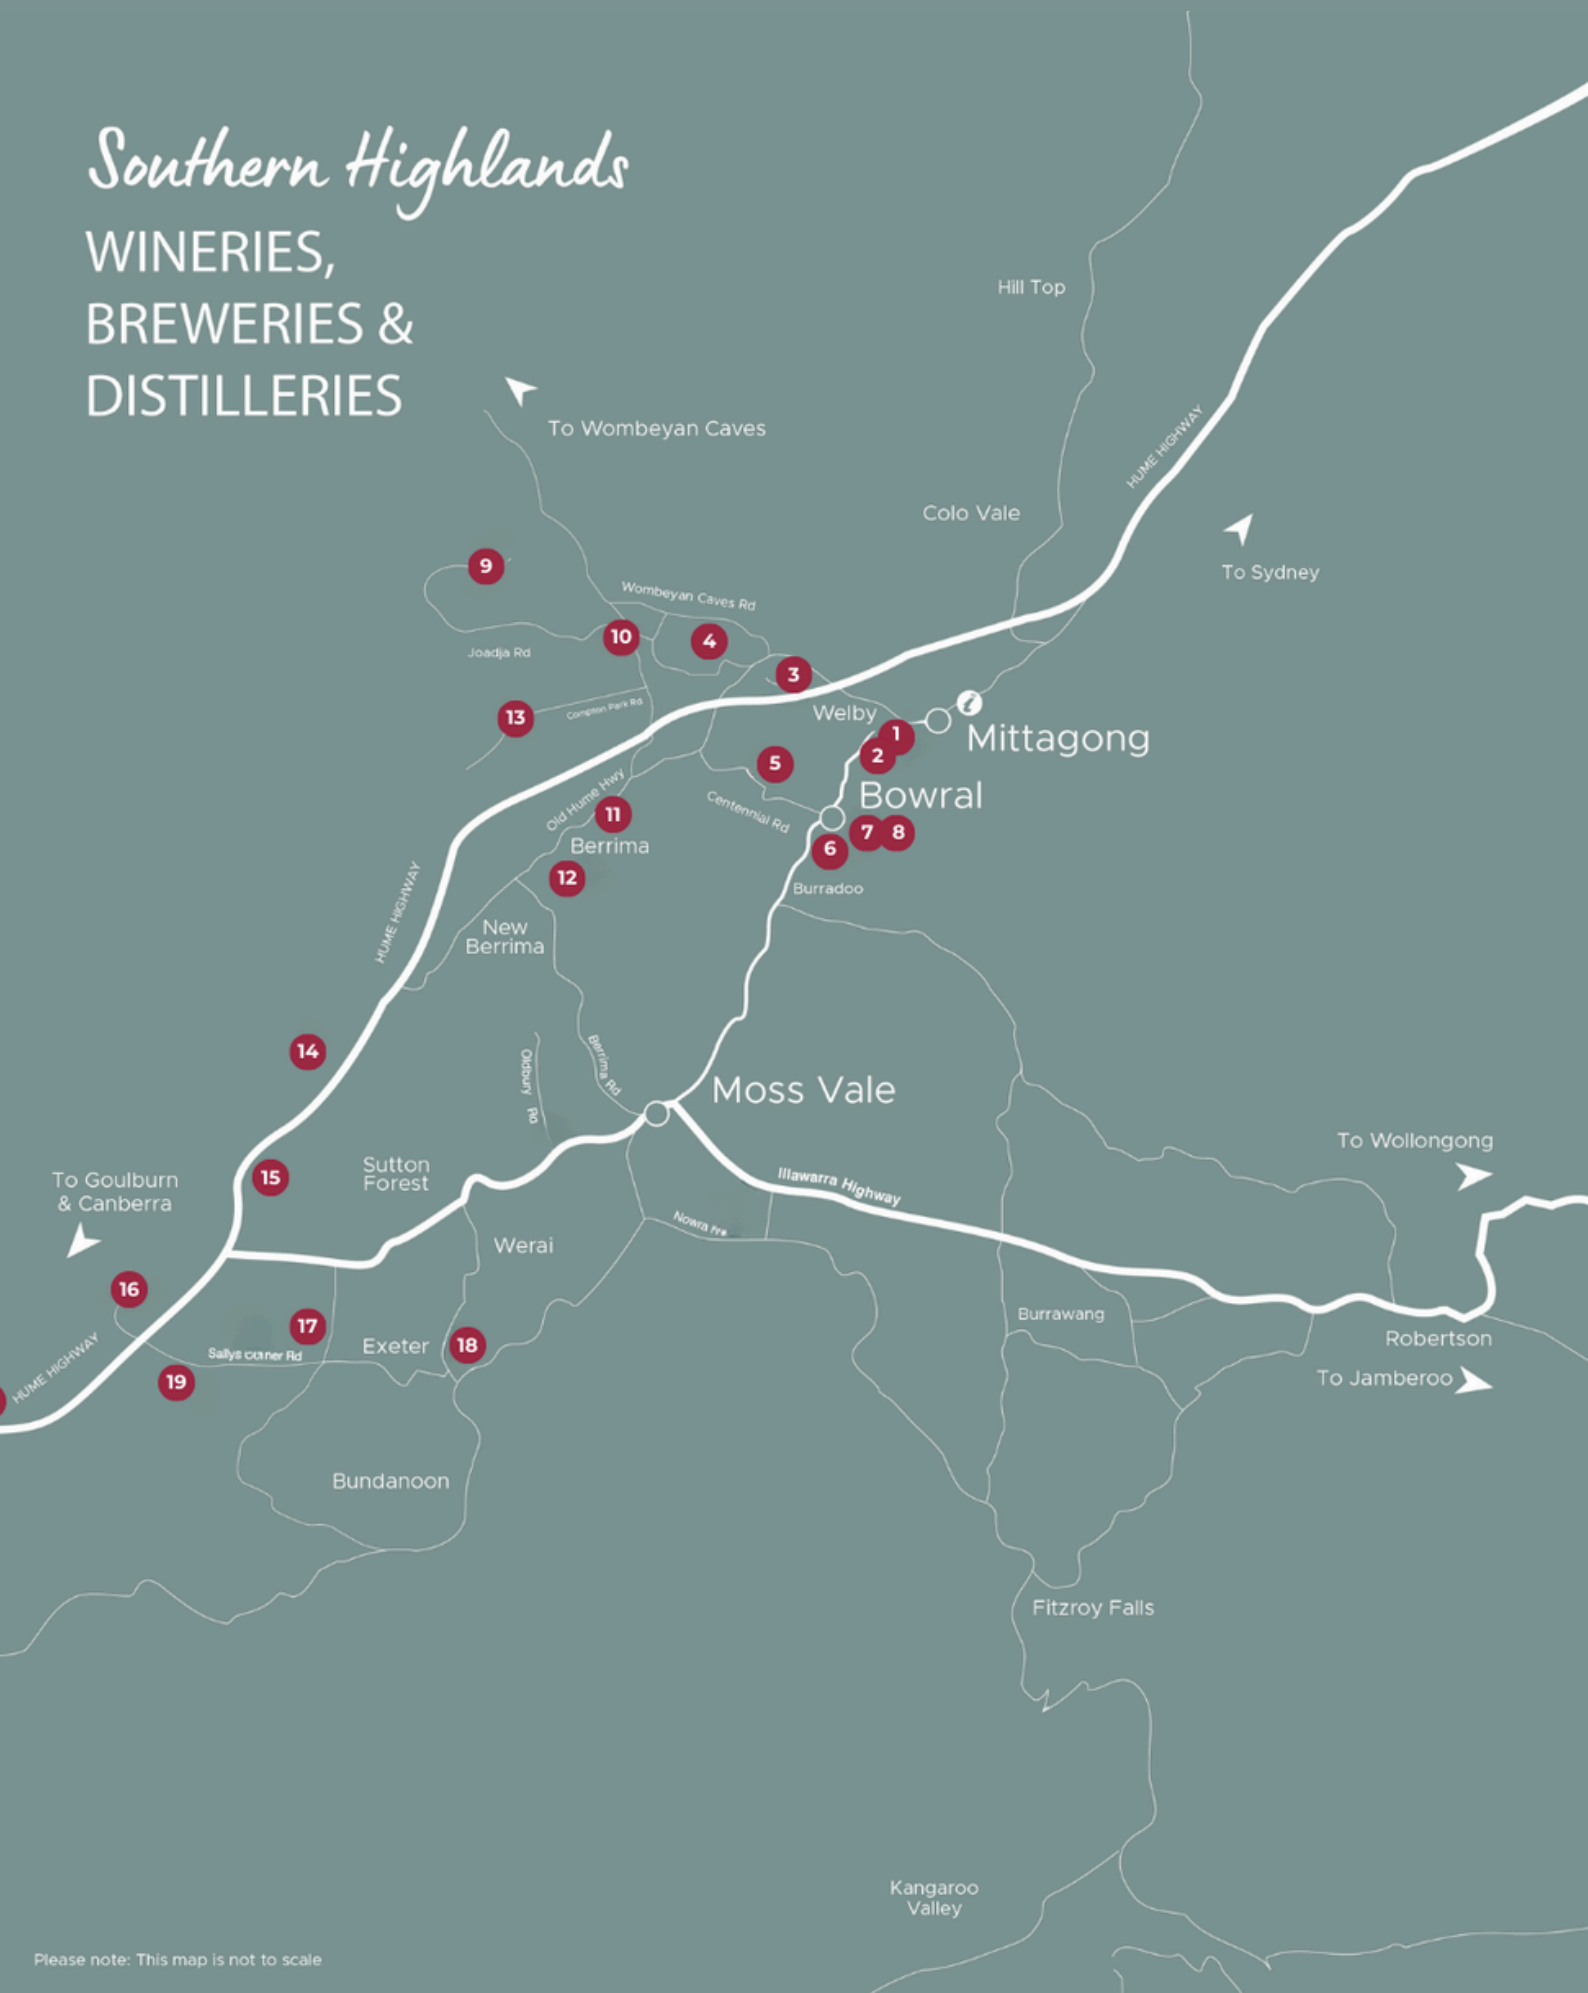 Southern Highlands
WINERIES,
BREWERIES &
DISTILLERIES
Hill Top
To Wombeyan Caves
HUME HIGHWAY
Colo Vale
To Sydney
9
Wombeyan Caves Rd
10
4
Joadja Rd
3
13
Compton Park Rd
Welby
i
1
Mittagong
2
5
Bowral
Old Hume Hwy
11
Centennial Rd
7
8
Berrima
6
12
Burradoo
HUME HIGHWAY
New
Berrima
14
Oldbury Rd
Berrima Rd
Moss Vale
To Wollongong
To Goulburn
& Canberra
15
Sutton
Forest
Illawarra Highway
Nowra
Werai
16
17
Burrawang
Robertson
HUME HIGHWAY
Sallys Corner Rd
Exeter
18
19
To Jamberoo
Bundanoon
Fitzroy Falls
Kangaroo
Valley
Please note: This map is not to scale